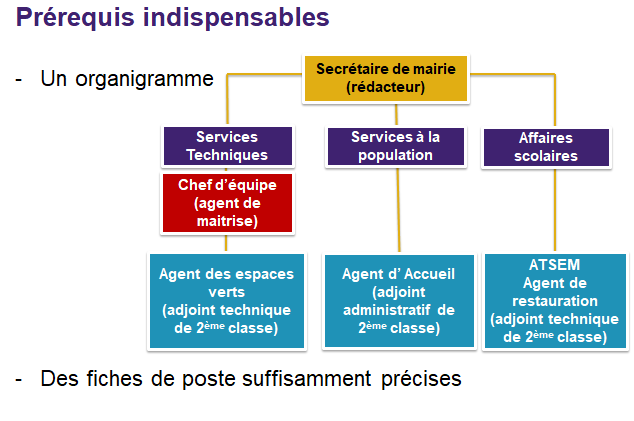 Prérequis indispensables
- Un organigramme
Secrétaire de mairie
(rédacteur)
Services
Techniques
Services à la
population
Affaires
scolaires
Chef d'équipe
(agent de
maitrise)
Agent des espaces
verts
(adjoint technique
de 2ème classe)
Agent d' Accueil
(adjoint
administratif de
2ème classe)
ATSEM
Agent de
restauration
(adjoint technique
de 2ème classe)
- Des fiches de poste suffisamment précises